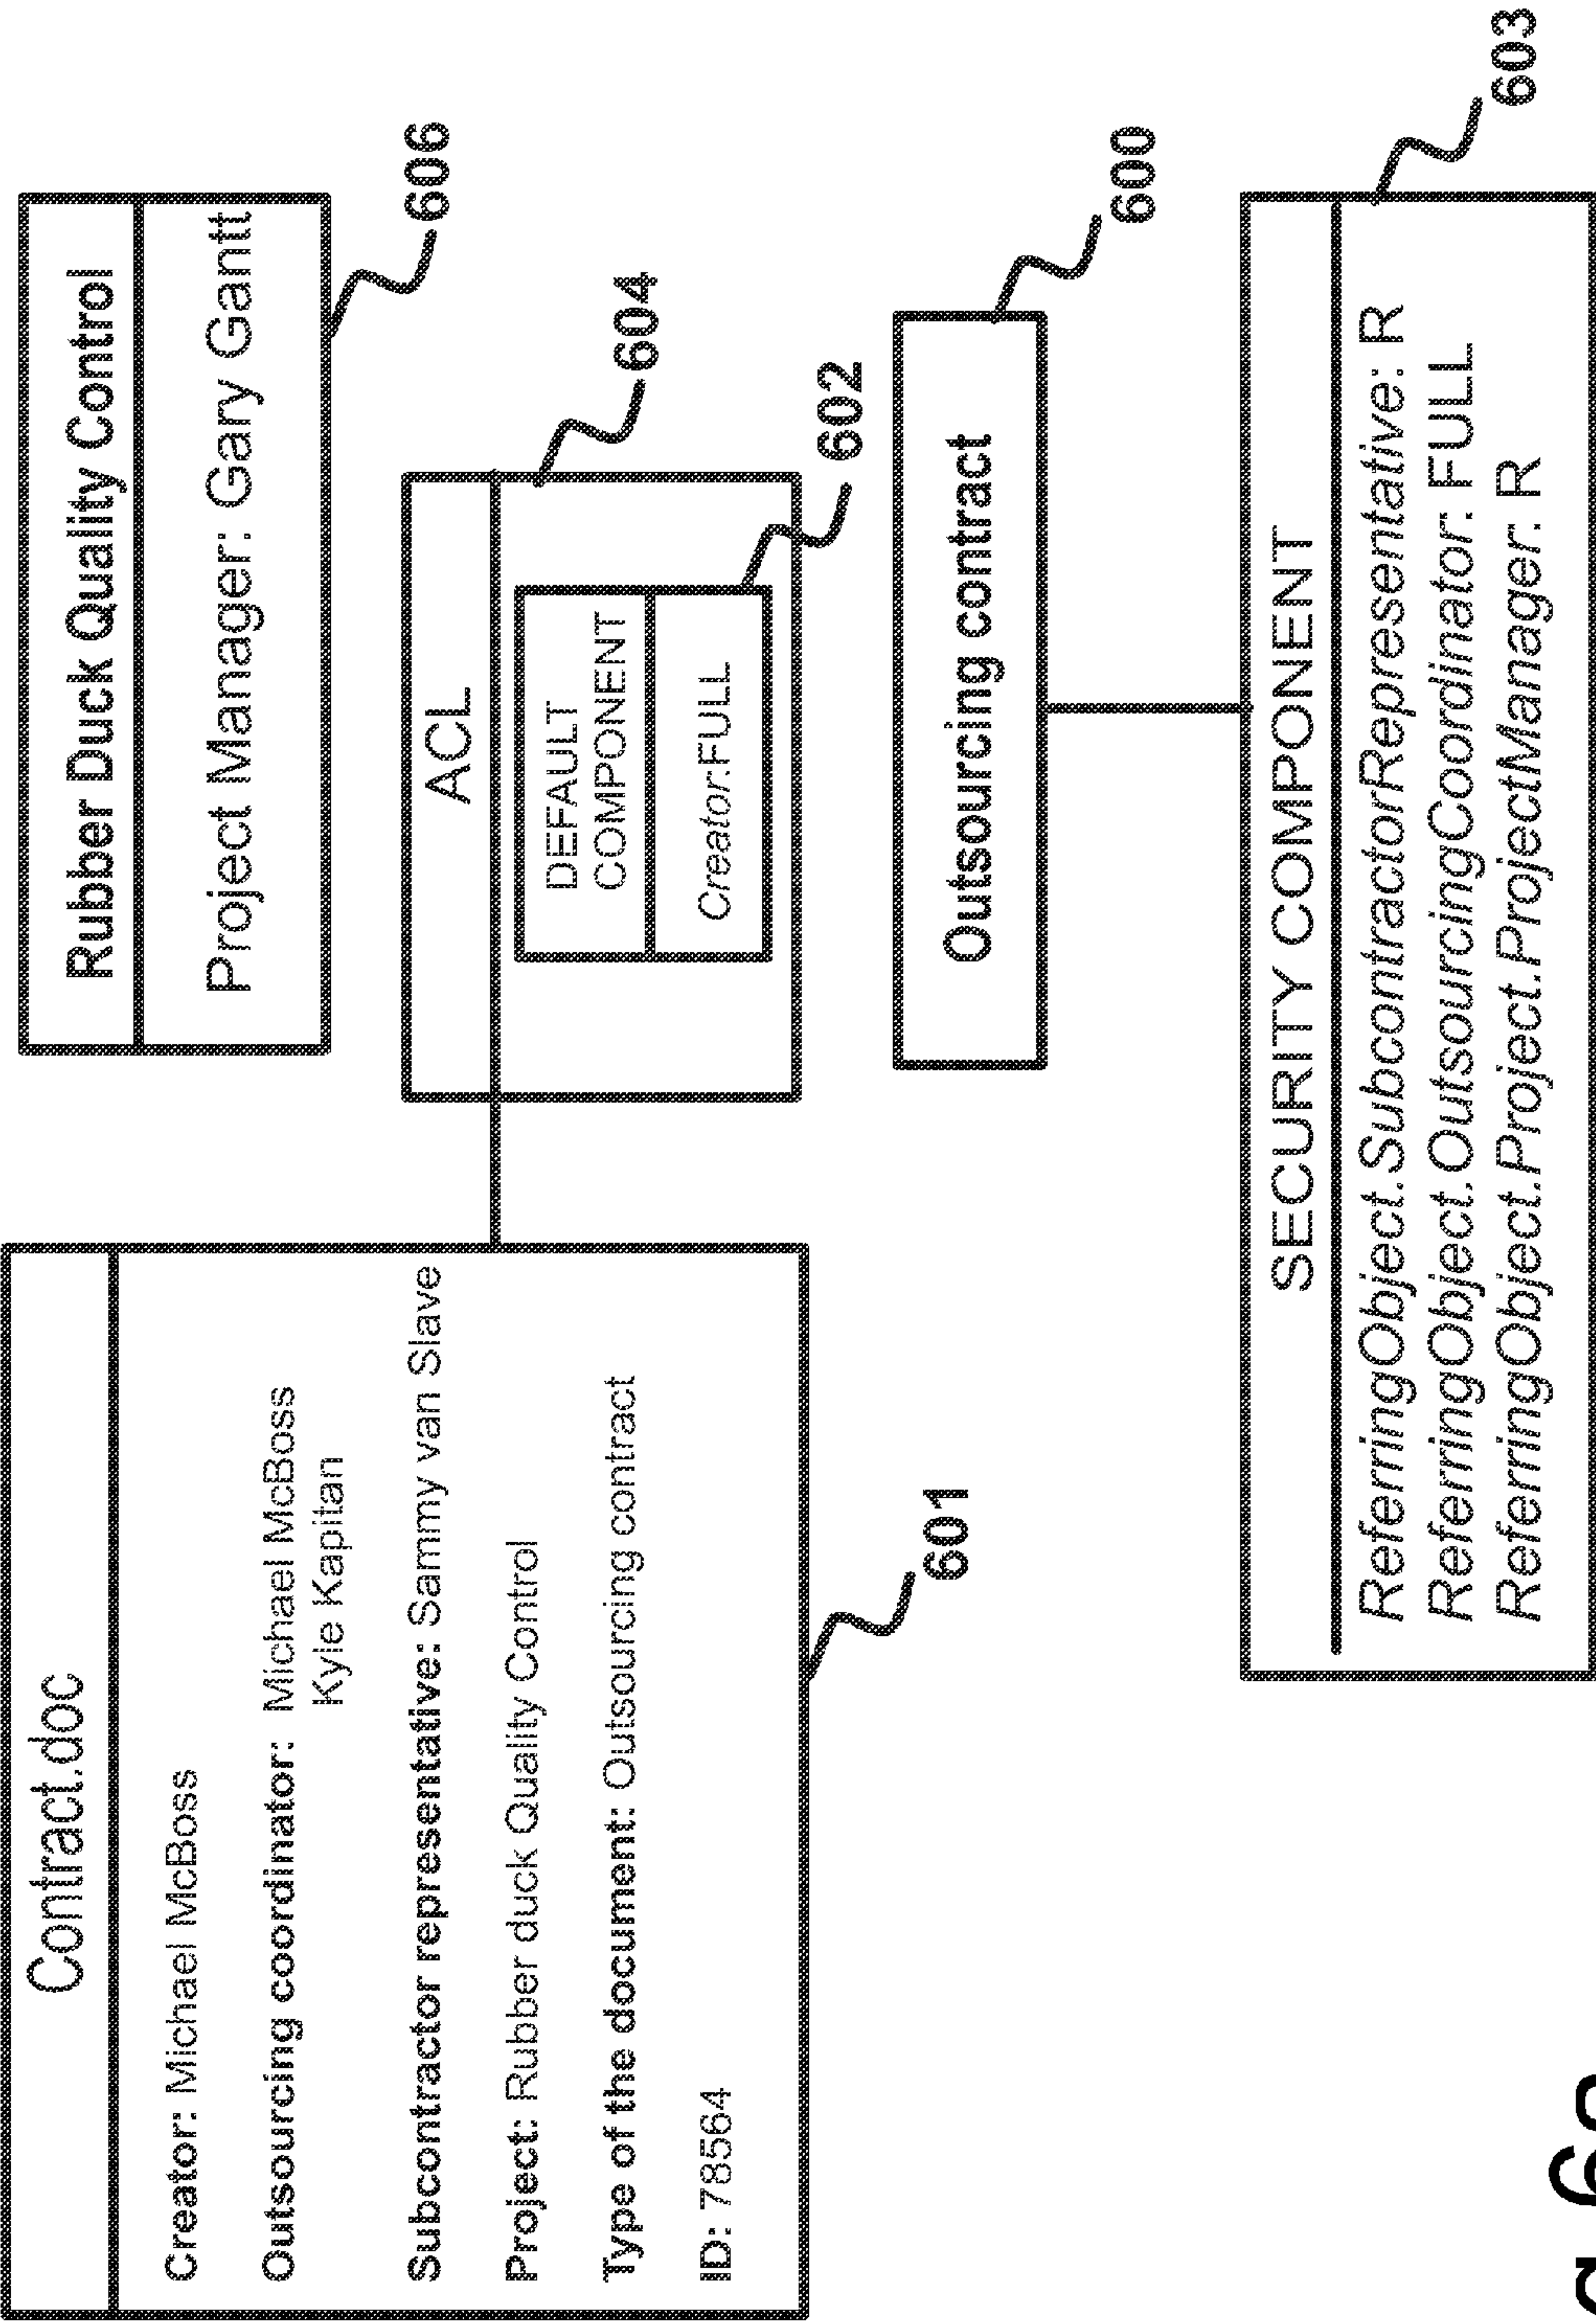 Contract.doc
Creator: Michael McBoss
Outsourcing coordinator: Michael McBoss
Kyle Kapitan
Subcontractor representative: Sammy van Slave
Project: Rubber duck Quality Control
Type of the document: Outsourcing contract
ID: 78564
601
Rubber Duck Quality Control
Project Manager: Gary Gantt
606
ACL
604
DEFAULT
COMPONENT
Creator:FULL
602
Outsourcing contract
600
SECURITY COMPONENT
ReferringObject.SubcontractorRepresentative: R
ReferringObject.OutsourcingCoordinator: FULL
ReferringObject.Project.ProjectManager: R
603